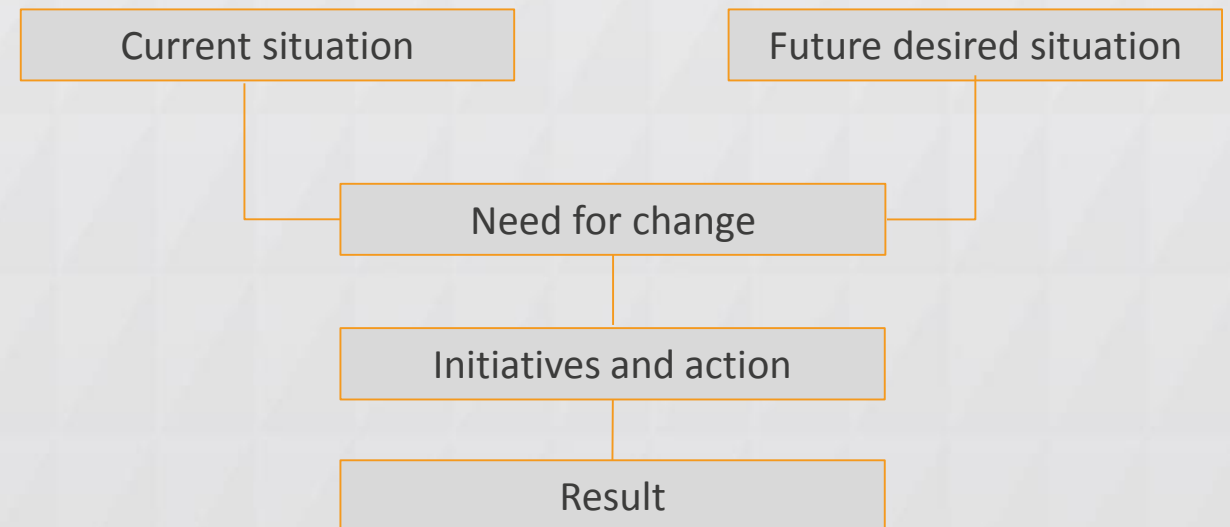 Current situation
Future desired situation
Need for change
Initiatives and action
Result